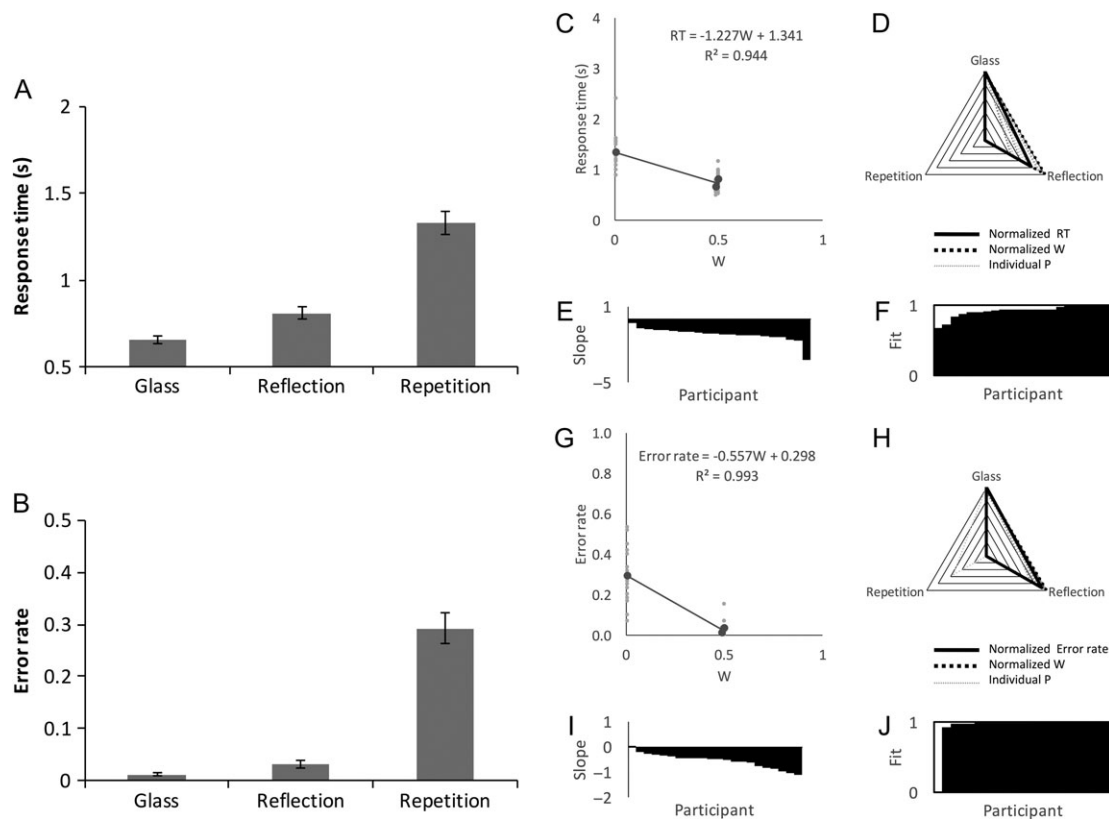 A
Response time (s)
2
1.5
1
0.5
Glass
Reflection
Repetition
B
Error rate
0.5
0.4
0.3
0.2
0.1
0
Glass
Reflection
Repetition
C
RT = -1.227W + 1.341
R² = 0.944
Response time (s)
4
3
2
1
0
0
0.5
1
W
D
Glass
Repetition
Reflection
Normalized RT
Normalized W
Individual P
E
Slope
1
−5
Participant
F
Fit
1
0
Participant
G
Error rate = -0.557W + 0.298
R² = 0.993
Error rate
1.0
0.8
0.6
0.4
0.2
0.0
0
0.5
1
W
H
Glass
Repetition
Reflection
Normalized Error rate
Normalized W
Individual P
I
Slope
1
0
−1
−2
Participant
J
Fit
1
0
Participant